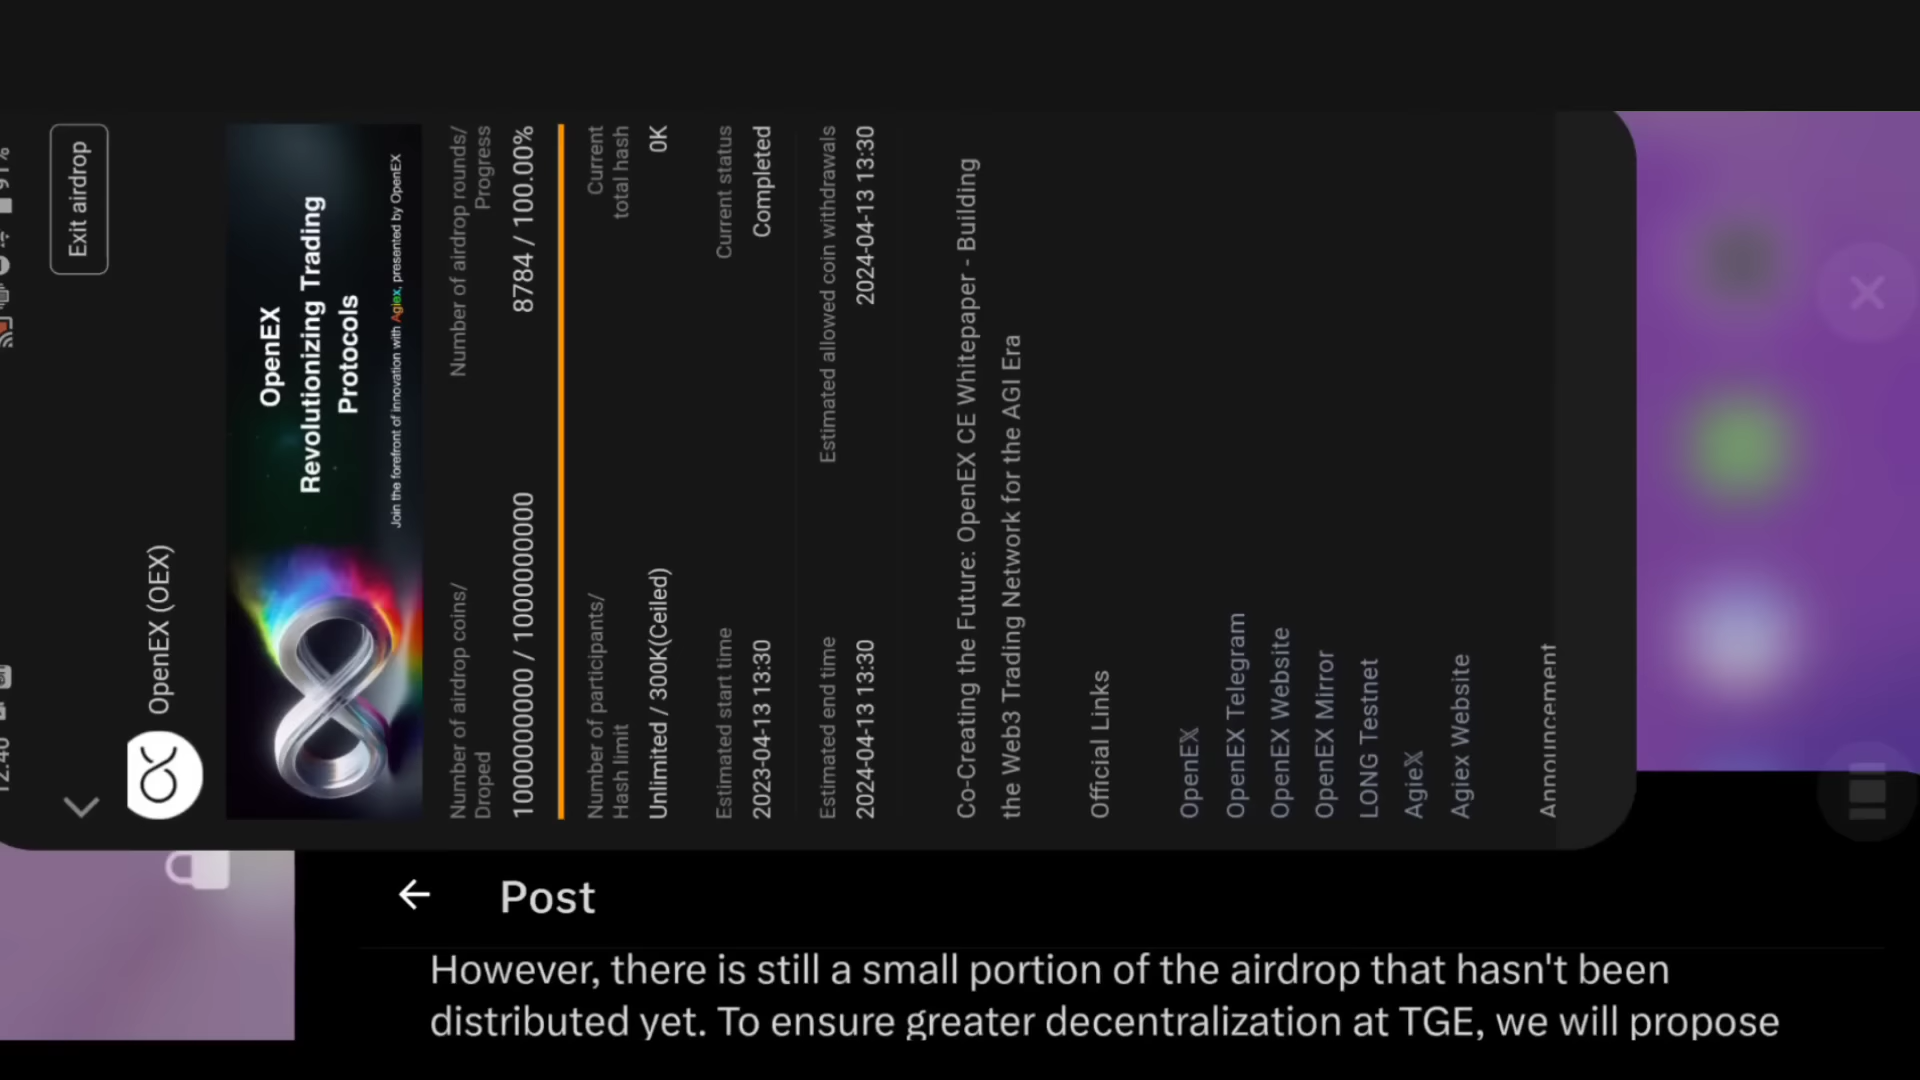 Exit airdrop
OpenEX (OEX)
OpenEX
Revolutionizing Trading
Protocols
Join the forefront of innovation with Agiex, presented by OpenEX
Number of airdrop coins/
Droped
Number of airdrop rounds/
Progress
10000000000 / 10000000000
8784 / 100.00%
Number of participants/
Hash limit
Current
total hash
Unlimited / 300K(Ceiled)
0K
Estimated start time
Current status
2023-04-13 13:30
Completed
Estimated end time
Estimated allowed coin withdrawals
2024-04-13 13:30
2024-04-13 13:30
Co-Creating the Future: OpenEX CE Whitepaper - Building
the Web3 Trading Network for the AGI Era
Official Links
OpenEX
OpenEX Telegram
OpenEX Website
OpenEX Mirror
LONG Testnet
AgieX
Agiex Website
Announcement
Post
However, there is still a small portion of the airdrop that hasn't been
distributed yet. To ensure greater decentralization at TGE, we will propose